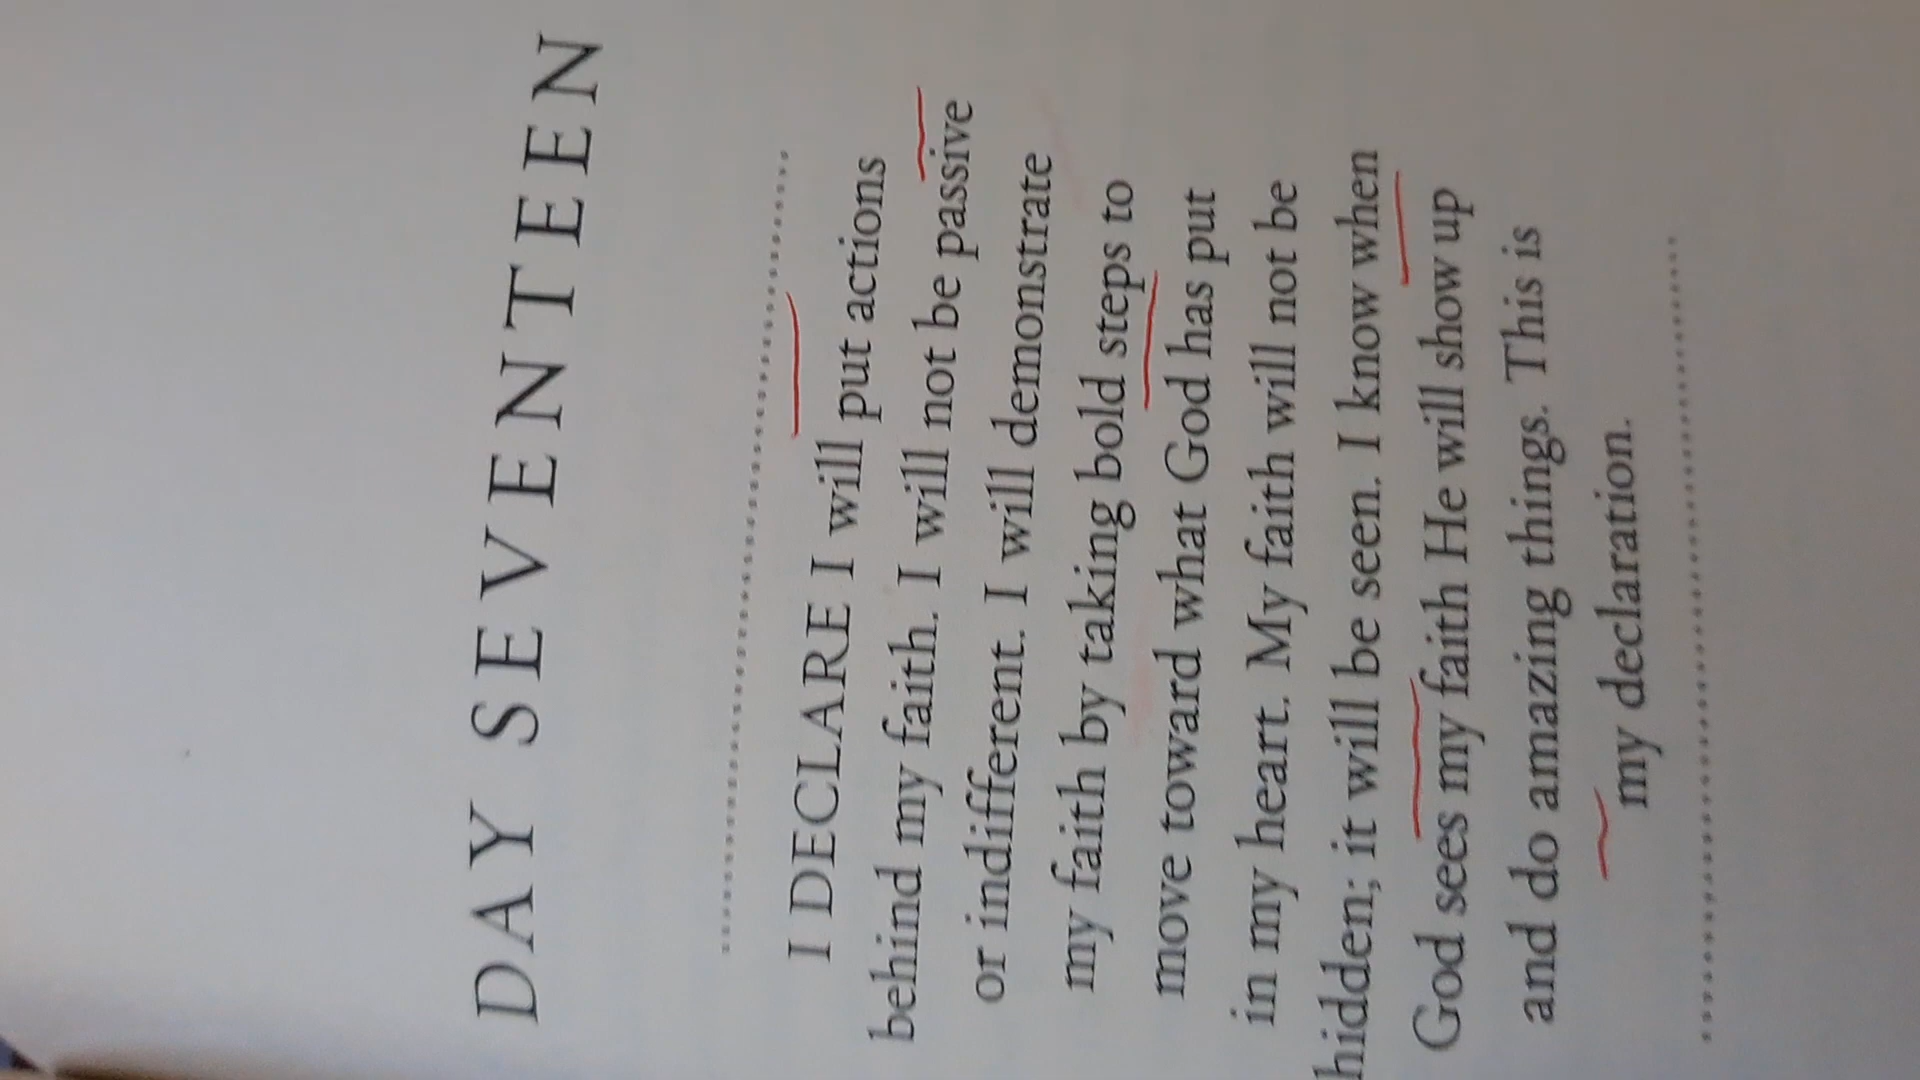 DAY SEVENTEEN
I DECLARE I will put actions
behind my faith. I will not be passive
or indifferent. I will demonstrate
my faith by taking bold steps to
move toward what God has put
in my heart. My faith will not be
hidden; it will be seen. I know when
God sees my faith He will show up
and do amazing things. This is
my declaration.